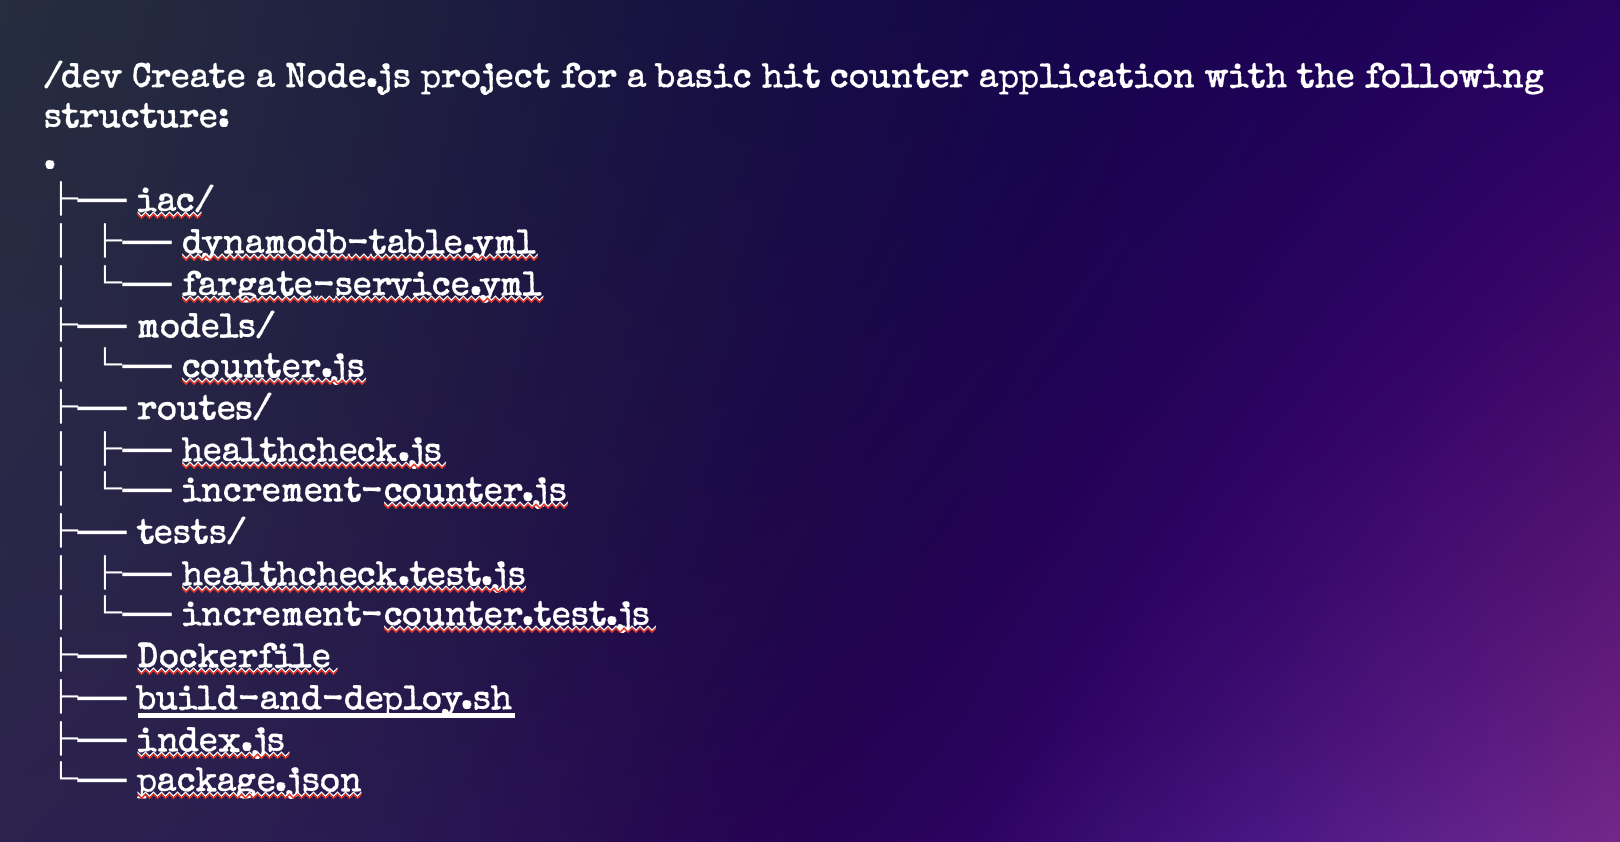 /dev Create a Node.js project for a basic hit counter application with the following
structure:
.
├── iac/
│   ├── dynamodb-table.yml
│   └── fargate-service.yml
├── models/
│   └── counter.js
├── routes/
│   ├── healthcheck.js
│   └── increment-counter.js
├── tests/
│   ├── healthcheck.test.js
│   └── increment-counter.test.js
├── Dockerfile
├── build-and-deploy.sh
├── index.js
└── package.json